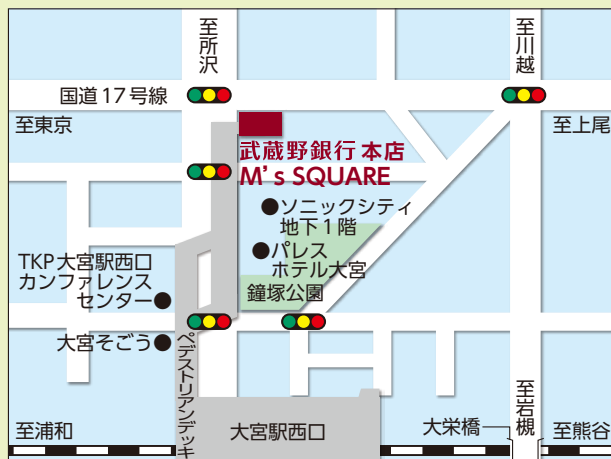 至所沢
至川越
国道17号線
至東京
至上尾
武蔵野銀行 本店
M's SQUARE
ソニックシティ
地下1階
パレス
ホテル大宮
鐘塚公園
TKP大宮駅西口
カンファレンス
センター
大宮そごう
ペデストリアンデッキ
至浦和
大宮駅西口
大栄橋
至岩槻
至熊谷